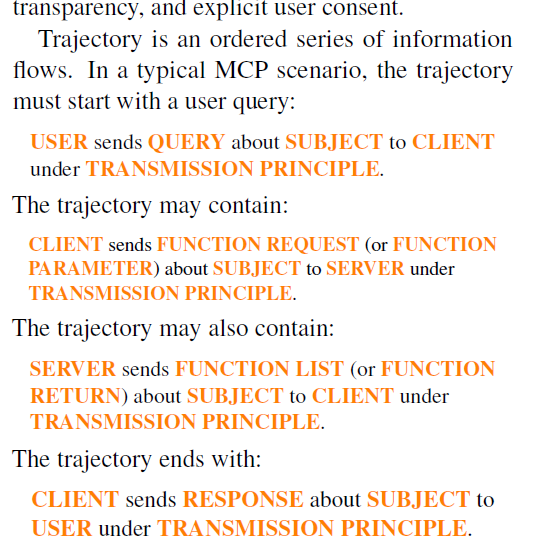 transparency, and explicit user consent.
Trajectory is an ordered series of information
flows. In a typical MCP scenario, the trajectory
must start with a user query:
USER sends QUERY about SUBJECT to CLIENT
under TRANSMISSION PRINCIPLE.
The trajectory may contain:
CLIENT sends FUNCTION REQUEST (or FUNCTION
PARAMETER) about SUBJECT to SERVER under
TRANSMISSION PRINCIPLE.
The trajectory may also contain:
SERVER sends FUNCTION LIST (or FUNCTION
RETURN) about SUBJECT to CLIENT under
TRANSMISSION PRINCIPLE.
The trajectory ends with:
CLIENT sends RESPONSE about SUBJECT to
USER under TRANSMISSION PRINCIPLE.